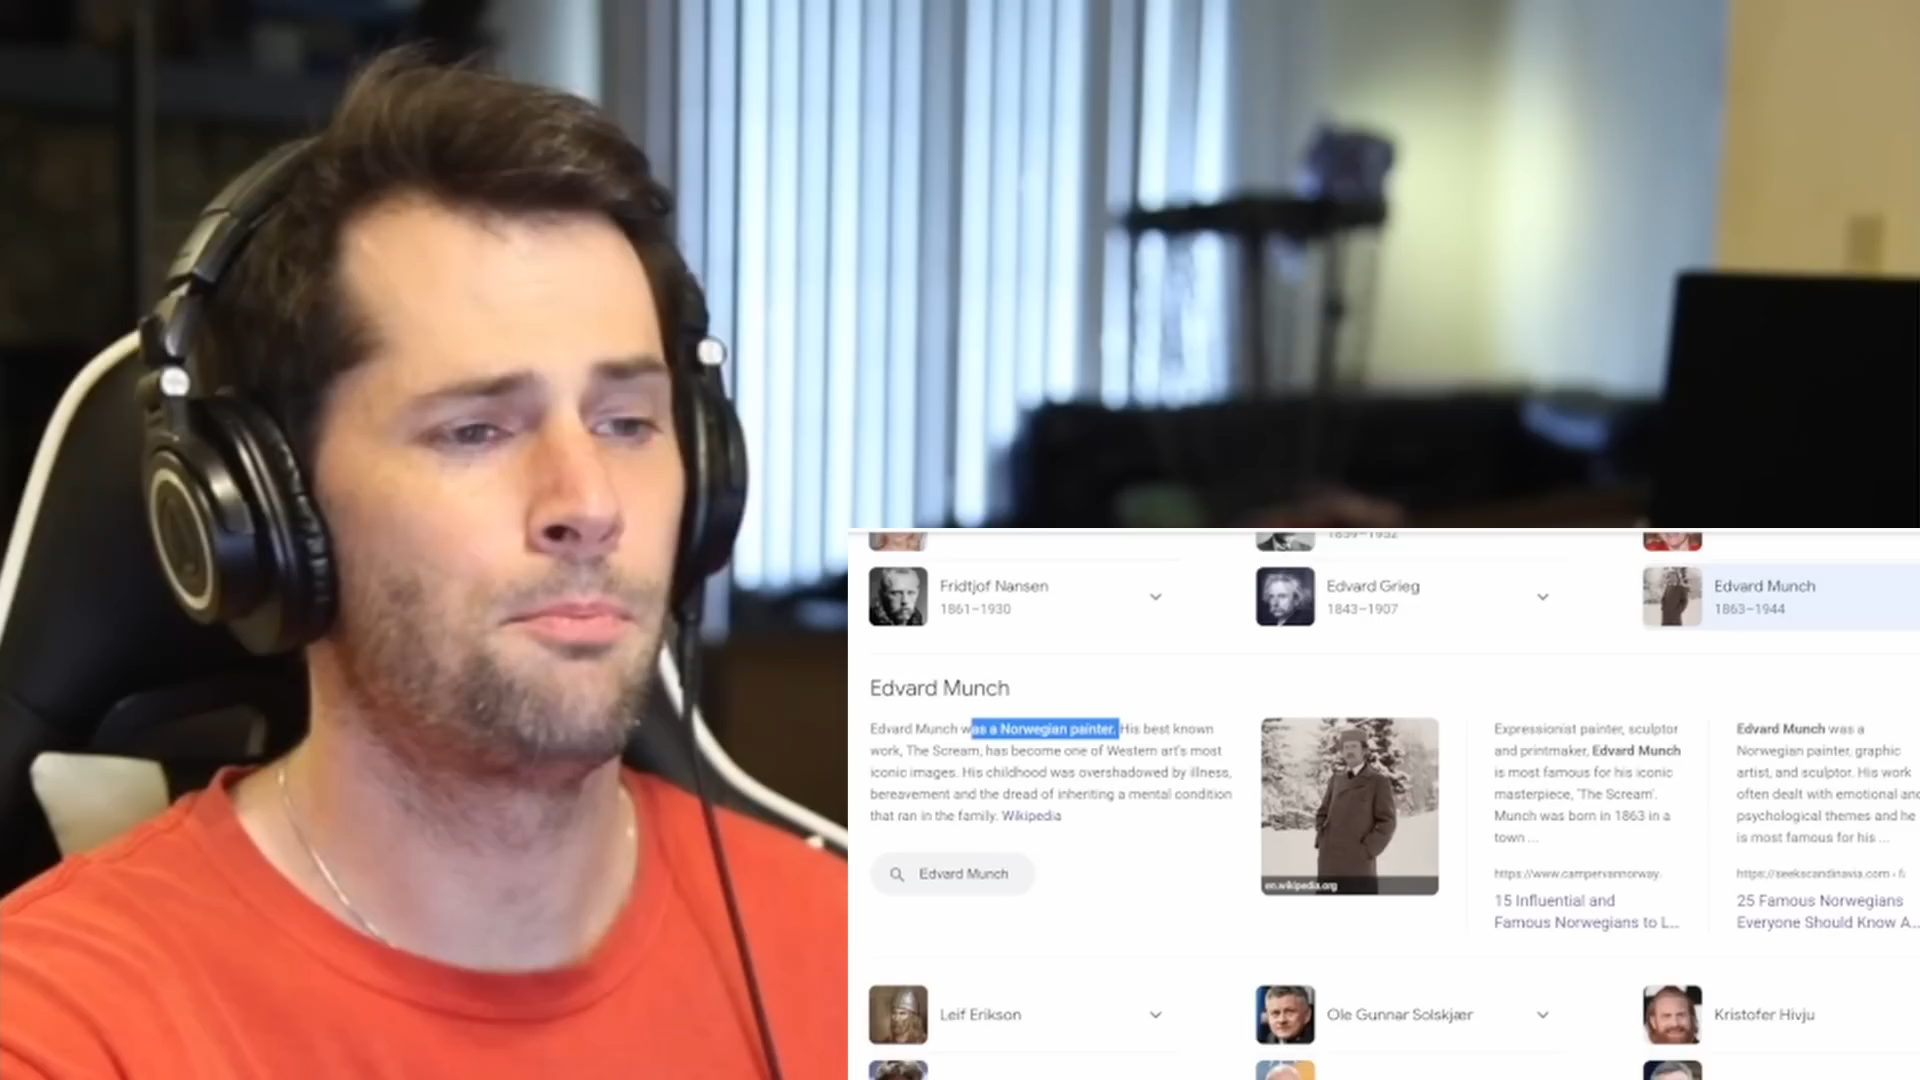 1859–1932
Fridtjof Nansen
1861–1930
Edvard Grieg
1843–1907
Edvard Munch
1863–1944
Edvard Munch
Edvard Munch was a Norwegian painter. His best known
work, The Scream, has become one of Western art's most
iconic images. His childhood was overshadowed by illness,
bereavement and the dread of inheriting a mental condition
that ran in the family. Wikipedia
Edvard Munch
en.wikipedia.org
Expressionist painter, sculptor
and printmaker, Edvard Munch
is most famous for his iconic
masterpiece, 'The Scream'.
Munch was born in 1863 in a
town ...
https://www.campervannorway.
15 Influential and
Famous Norwegians to L...
Edvard Munch was a
Norwegian painter, graphic
artist, and sculptor. His work
often dealt with emotional and
psychological themes and he
is most famous for his ...
https://seekscandinavia.com › f
25 Famous Norwegians
Everyone Should Know A...
Leif Erikson
Ole Gunnar Solskjær
Kristofer Hivju